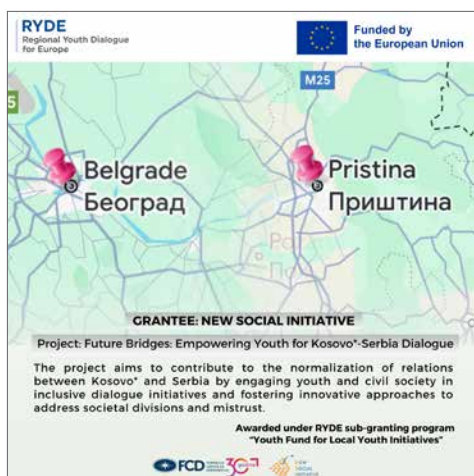 RYDE
Regional Youth Dialogue
for Europe
Funded by
the European Union
M25
5
Belgrade
Београд
Pristina
Приштина
GRANTEE: NEW SOCIAL INITIATIVE
Project: Future Bridges: Empowering Youth for Kosovo*-Serbia Dialogue
The project aims to contribute to the normalization of relations
between Kosovo* and Serbia by engaging youth and civil society in
inclusive dialogue initiatives and fostering innovative approaches to
address societal divisions and mistrust.
Awarded under RYDE sub-granting program
"Youth Fund for Local Youth Initiatives"
FCD
NEW
SOCIAL
INITIATIVE